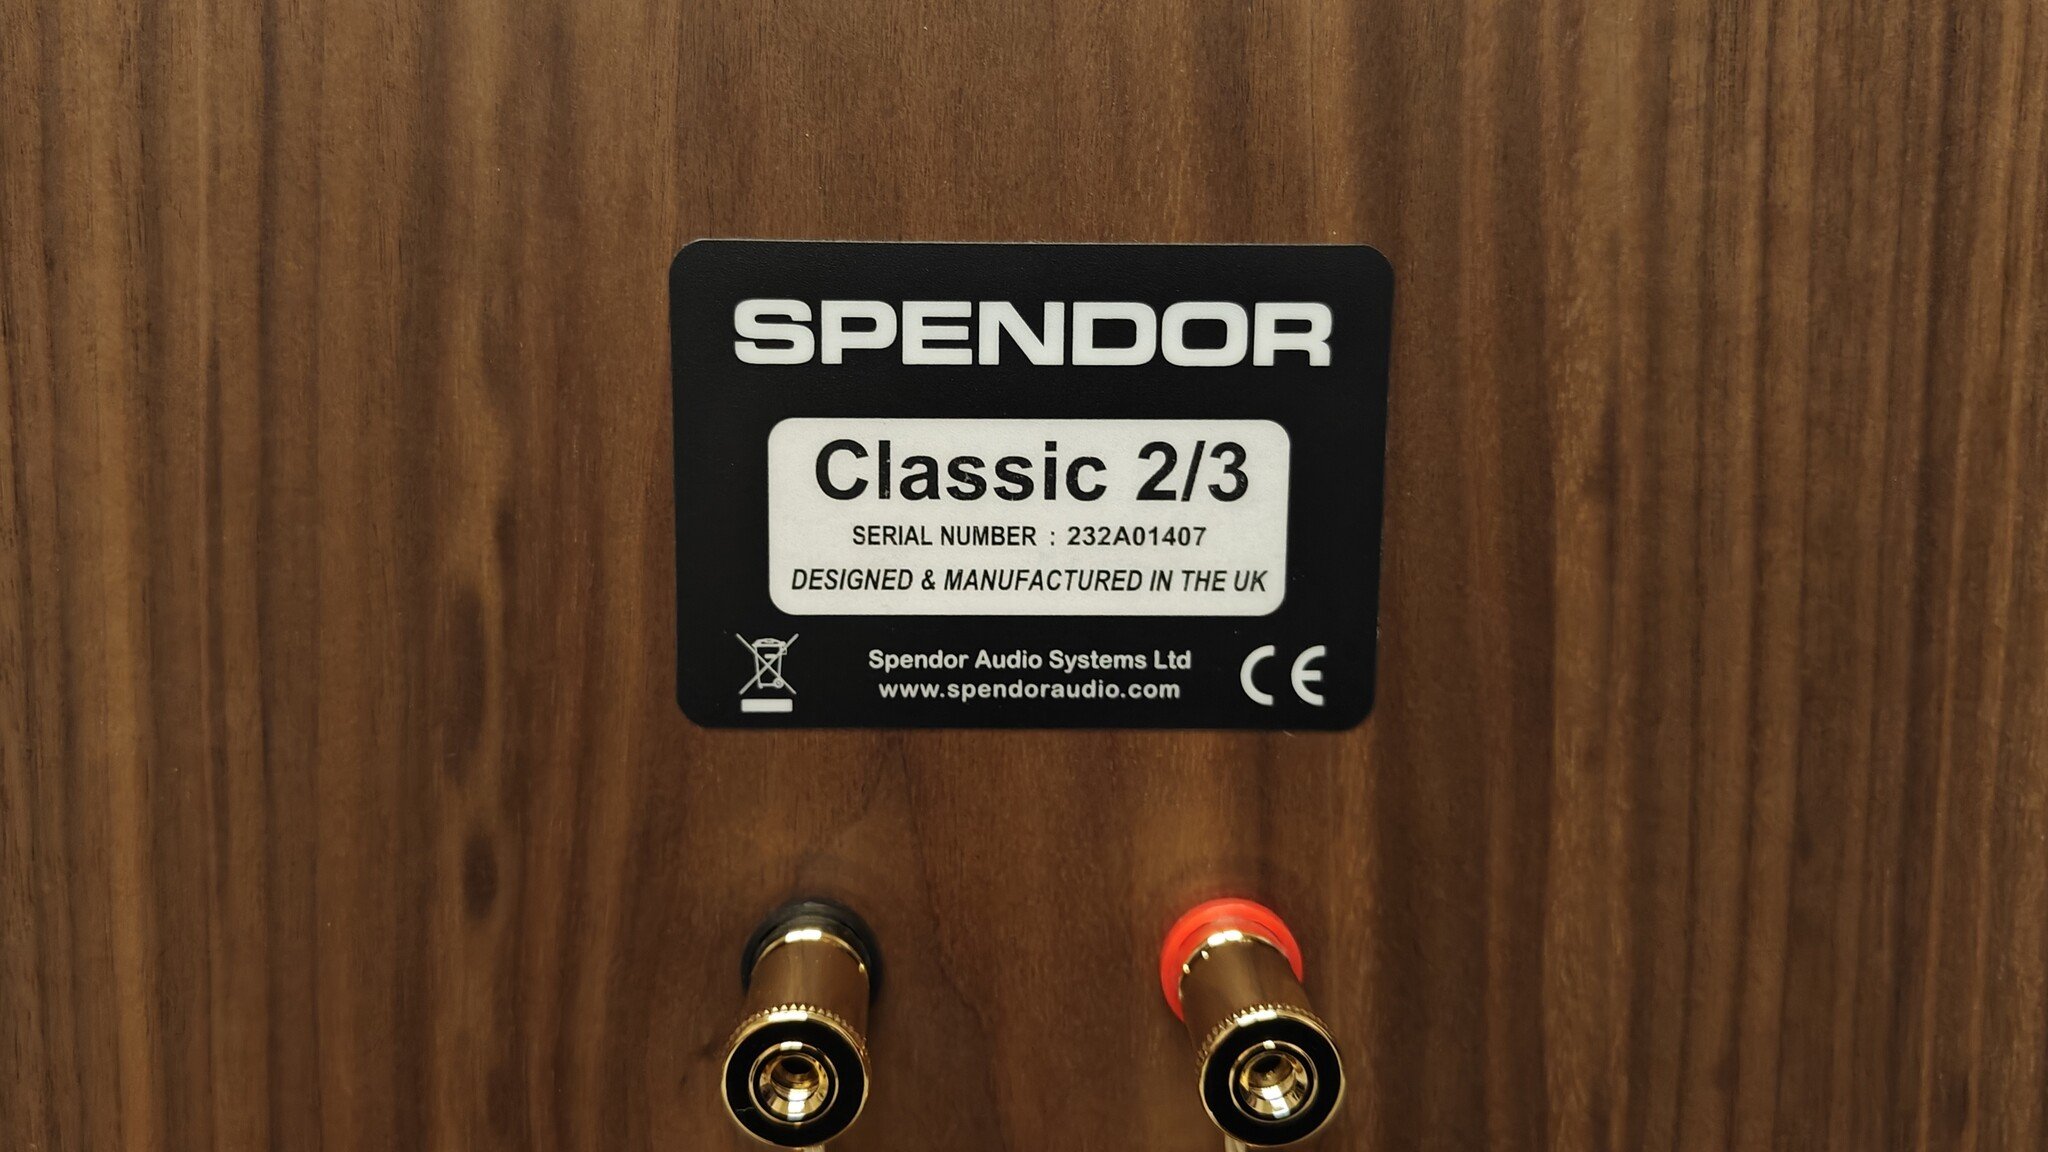 SPENDOR
Classic 2/3
SERIAL NUMBER : 232A01407
DESIGNED & MANUFACTURED IN THE UK
Spendor Audio Systems Ltd
www.spendoraudio.com
CE